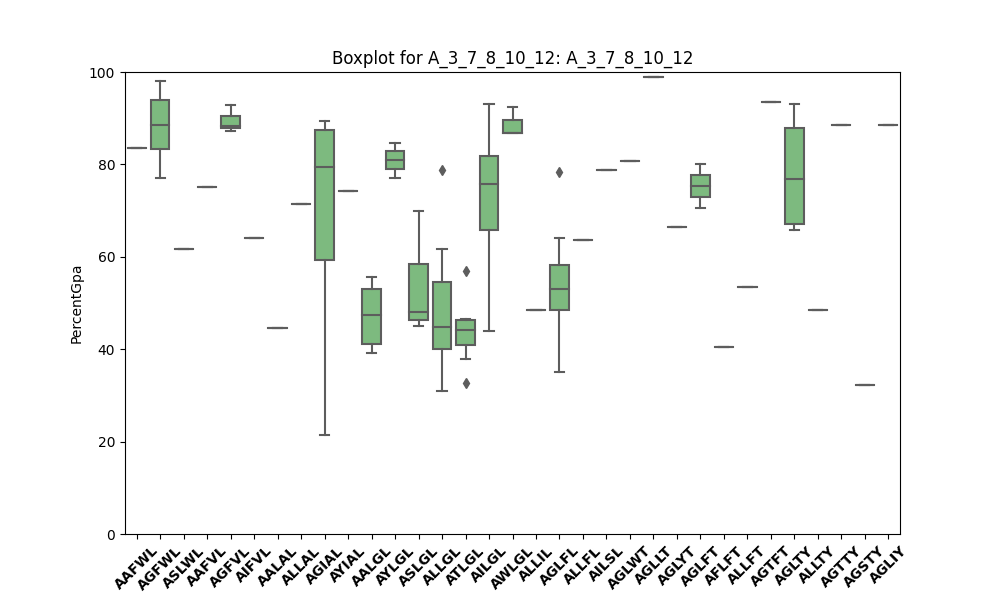 Boxplot for A_3_7_8_10_12: A_3_7_8_10_12
PercentGpa
100
80
60
40
20
0
AAFWL
AGFWL
ASLWL
AAFVL
AGFVL
AIFVL
AALAL
ALLAL
AGIAL
AYIAL
AALGL
AYLGL
ASLGL
ALLGL
ATLGL
AILGL
AWLGL
ALLIL
AGLFL
ALLFL
AILSL
AGLWT
AGLLT
AGLYT
AGLFT
AFLFT
ALLFT
AGTFT
AGLTY
ALLTY
AGTTY
AGSTY
AGLIY